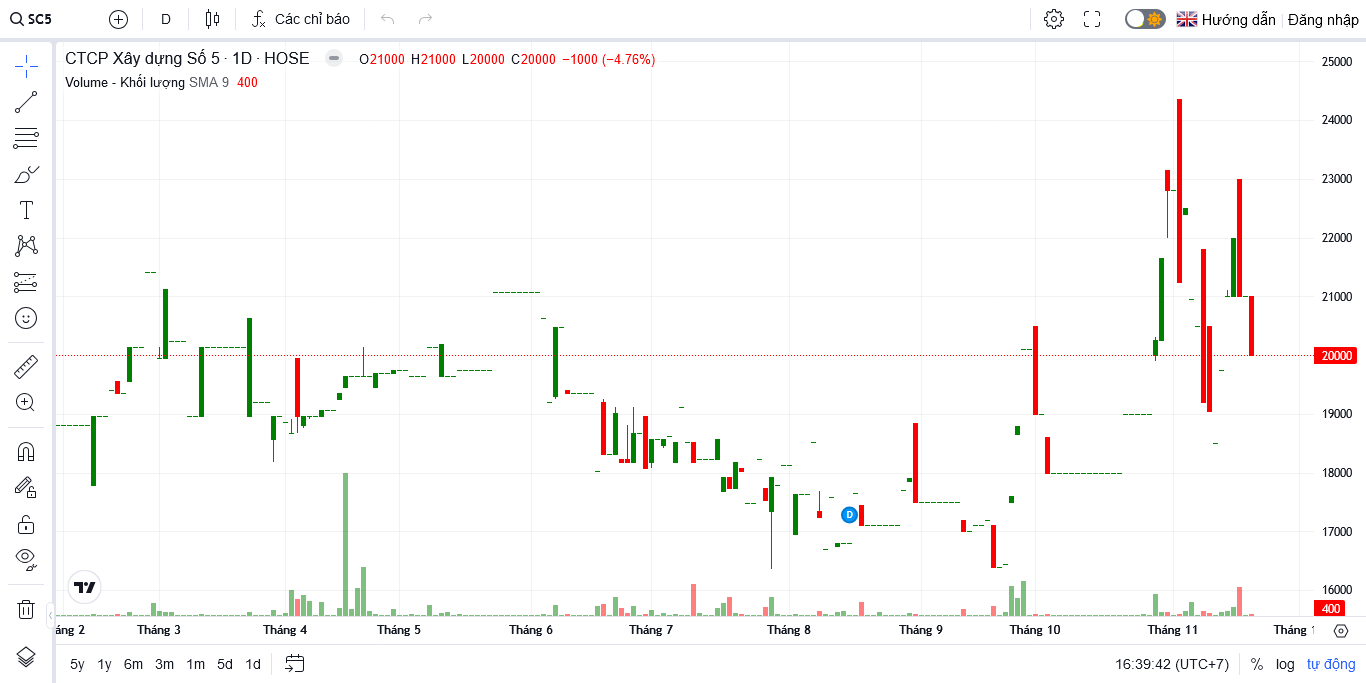 SC5 D Các chỉ báo Hướng dẫn Đăng nhập
CTCP Xây dựng Số 5 · 1D · HOSE O21000 H21000 L20000 C20000 −1000 (−4.76%)
Volume - Khối lượng SMA 9 400
25000
24000
23000
22000
21000
20000
19000
18000
17000
16000
400
D
áng 2 Tháng 3 Tháng 4 Tháng 5 Tháng 6 Tháng 7 Tháng 8 Tháng 9 Tháng 10 Tháng 11 Tháng 1
5y 1y 6m 3m 1m 5d 1d 16:39:42 (UTC+7) % log tự động